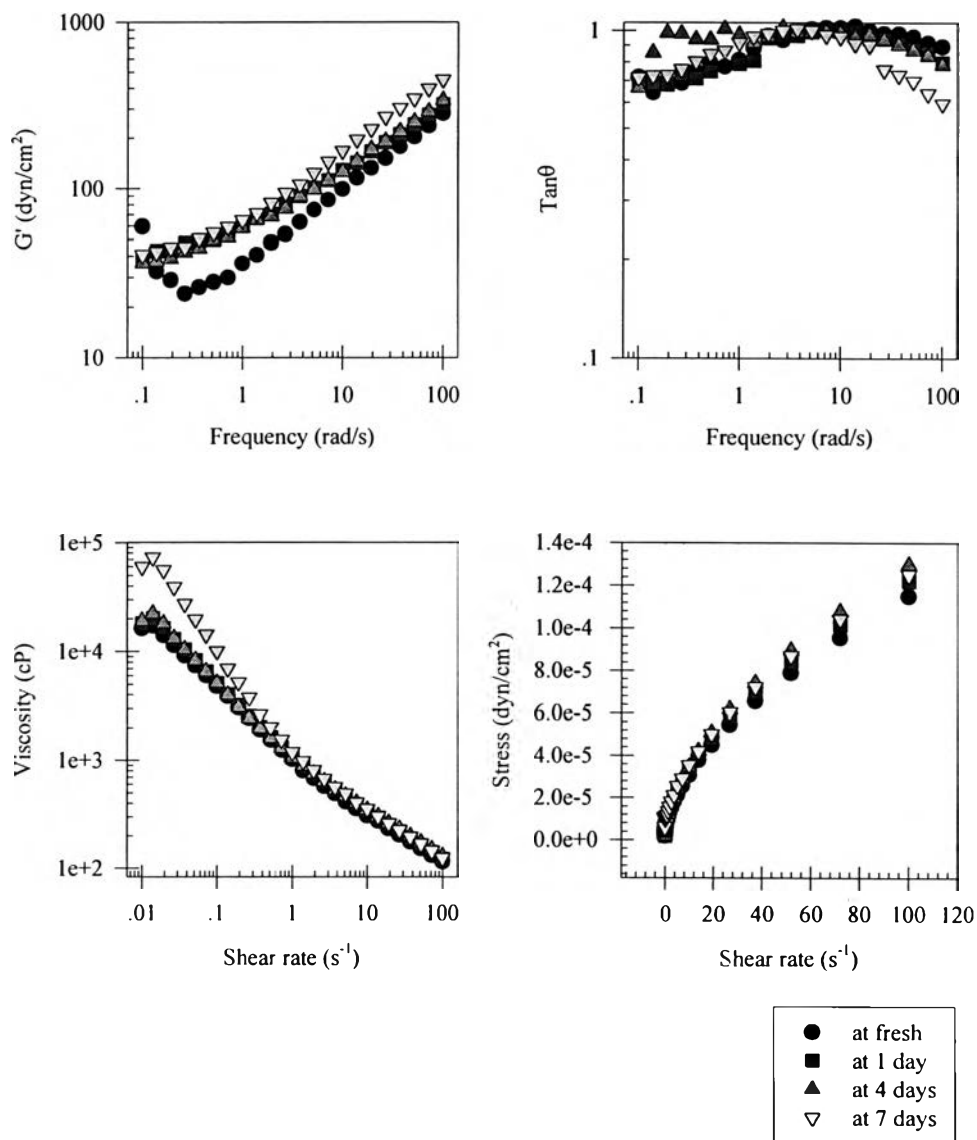 1000
100
10
G' (dyn/cm²)
.1 1 10 100
Frequency (rad/s)
1
.1
Tanθ
.1 1 10 100
Frequency (rad/s)
1e+5
1e+4
1e+3
1e+2
Viscosity (cP)
.01 .1 1 10 100
Shear rate (s⁻¹)
1.4e-4
1.2e-4
1.0e-4
8.0e-5
6.0e-5
4.0e-5
2.0e-5
0.0e+0
Stress (dyn/cm²)
0 20 40 60 80 100 120
Shear rate (s⁻¹)
at fresh
at 1 day
at 4 days
at 7 days